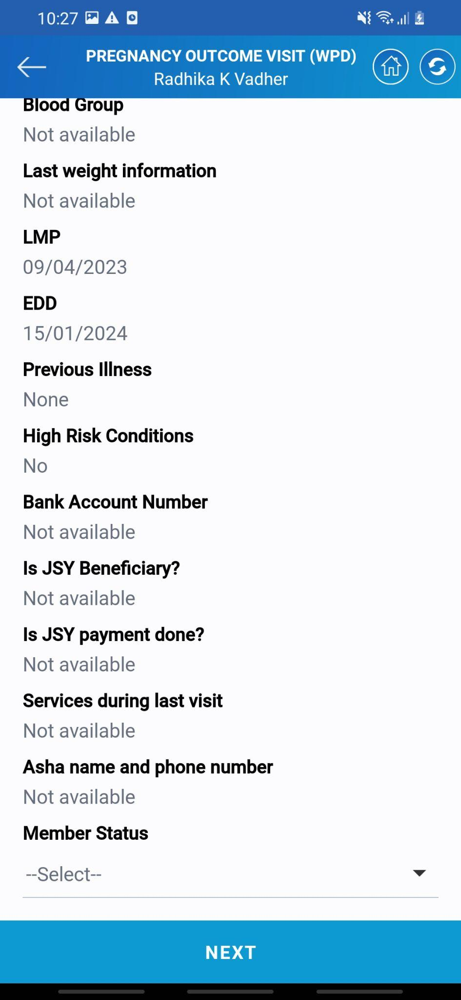 10:27
PREGNANCY OUTCOME VISIT (WPD)
Radhika K Vadher
Blood Group
Not available
Last weight information
Not available
LMP
09/04/2023
EDD
15/01/2024
Previous Illness
None
High Risk Conditions
No
Bank Account Number
Not available
Is JSY Beneficiary?
Not available
Is JSY payment done?
Not available
Services during last visit
Not available
Asha name and phone number
Not available
Member Status
--Select--
NEXT